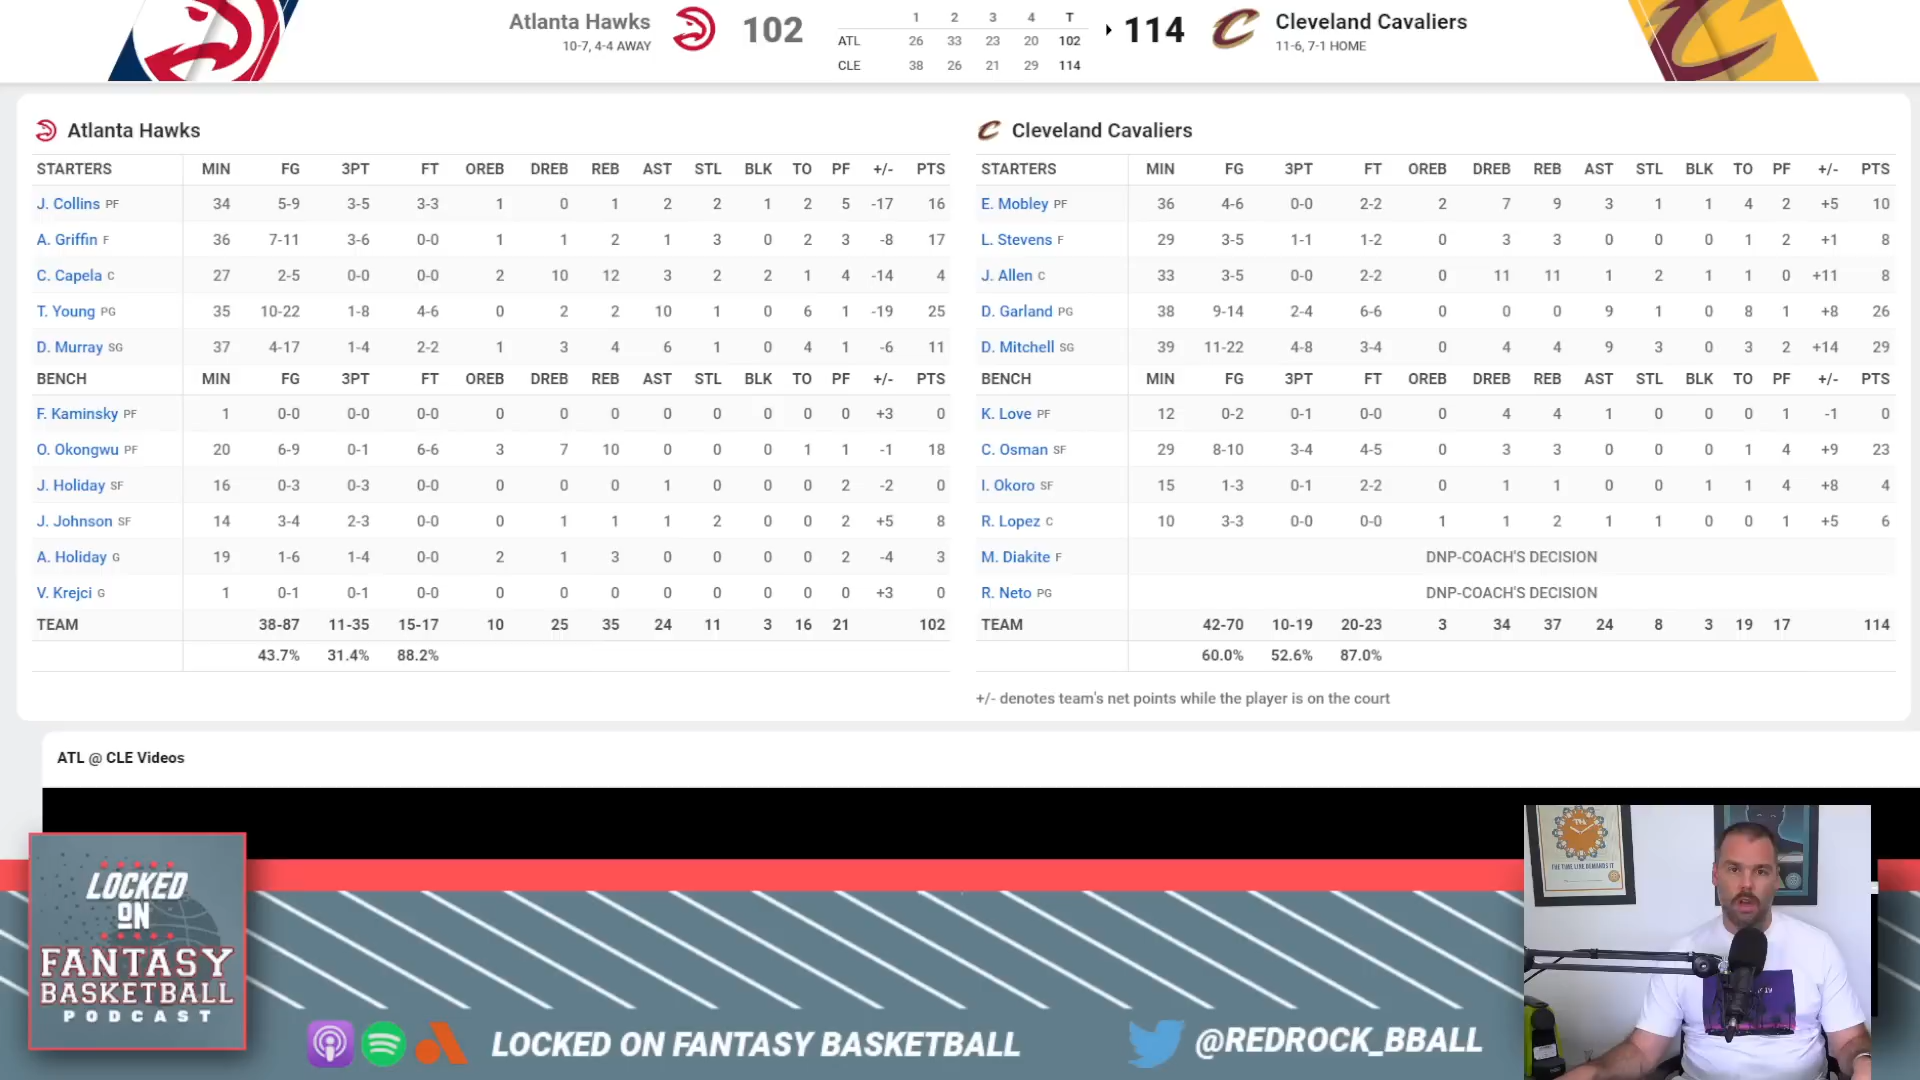 Atlanta Hawks
10-7, 4-4 AWAY
102
1 2 3 4 T
ATL 26 33 23 20 102
CLE 38 26 21 29 114
114
Cleveland Cavaliers
11-6, 7-1 HOME
Atlanta Hawks
STARTERS MIN FG 3PT FT OREB DREB REB AST STL BLK TO PF +/- PTS
J. Collins PF 34 5-9 3-5 3-3 1 0 1 2 2 1 2 5 -17 16
A. Griffin F 36 7-11 3-6 0-0 1 1 2 1 3 0 2 3 -8 17
C. Capela C 27 2-5 0-0 0-0 2 10 12 3 2 2 1 4 -14 4
T. Young PG 35 10-22 1-8 4-6 0 2 2 10 1 0 6 1 -19 25
D. Murray SG 37 4-17 1-4 2-2 1 3 4 6 1 0 4 1 -6 11
BENCH MIN FG 3PT FT OREB DREB REB AST STL BLK TO PF +/- PTS
F. Kaminsky PF 1 0-0 0-0 0-0 0 0 0 0 0 0 0 0 +3 0
O. Okongwu PF 20 6-9 0-1 6-6 3 7 10 0 0 0 1 1 -1 18
J. Holiday SF 16 0-3 0-3 0-0 0 0 0 1 0 0 0 2 -2 0
J. Johnson SF 14 3-4 2-3 0-0 0 1 1 1 2 0 0 2 +5 8
A. Holiday G 19 1-6 1-4 0-0 2 1 3 0 0 0 0 2 -4 3
V. Krejci G 1 0-1 0-1 0-0 0 0 0 0 0 0 0 0 +3 0
TEAM 38-87 11-35 15-17 10 25 35 24 11 3 16 21 102
43.7% 31.4% 88.2%
Cleveland Cavaliers
STARTERS MIN FG 3PT FT OREB DREB REB AST STL BLK TO PF +/- PTS
E. Mobley PF 36 4-6 0-0 2-2 2 7 9 3 1 1 4 2 +5 10
L. Stevens F 29 3-5 1-1 1-2 0 3 3 0 0 0 1 2 +1 8
J. Allen C 33 3-5 0-0 2-2 0 11 11 1 2 1 1 0 +11 8
D. Garland PG 38 9-14 2-4 6-6 0 0 0 9 1 0 8 1 +8 26
D. Mitchell SG 39 11-22 4-8 3-4 0 4 4 9 3 0 3 2 +14 29
BENCH MIN FG 3PT FT OREB DREB REB AST STL BLK TO PF +/- PTS
K. Love PF 12 0-2 0-1 0-0 0 4 4 1 0 0 0 1 -1 0
C. Osman SF 29 8-10 3-4 4-5 0 3 3 0 0 0 1 4 +9 23
I. Okoro SF 15 1-3 0-1 2-2 0 1 1 0 0 1 1 4 +8 4
R. Lopez C 10 3-3 0-0 0-0 1 1 2 1 1 0 0 1 +5 6
M. Diakite F DNP-COACH'S DECISION
R. Neto PG DNP-COACH'S DECISION
TEAM 42-70 10-19 20-23 3 34 37 24 8 3 19 17 114
60.0% 52.6% 87.0%
+/- denotes team's net points while the player is on the court
ATL @ CLE Videos
LOCKED
ON
FANTASY
BASKETBALL
PODCAST
LOCKED ON FANTASY BASKETBALL
@REDROCK_BBALL
THE TIME LINE DEMANDS IT